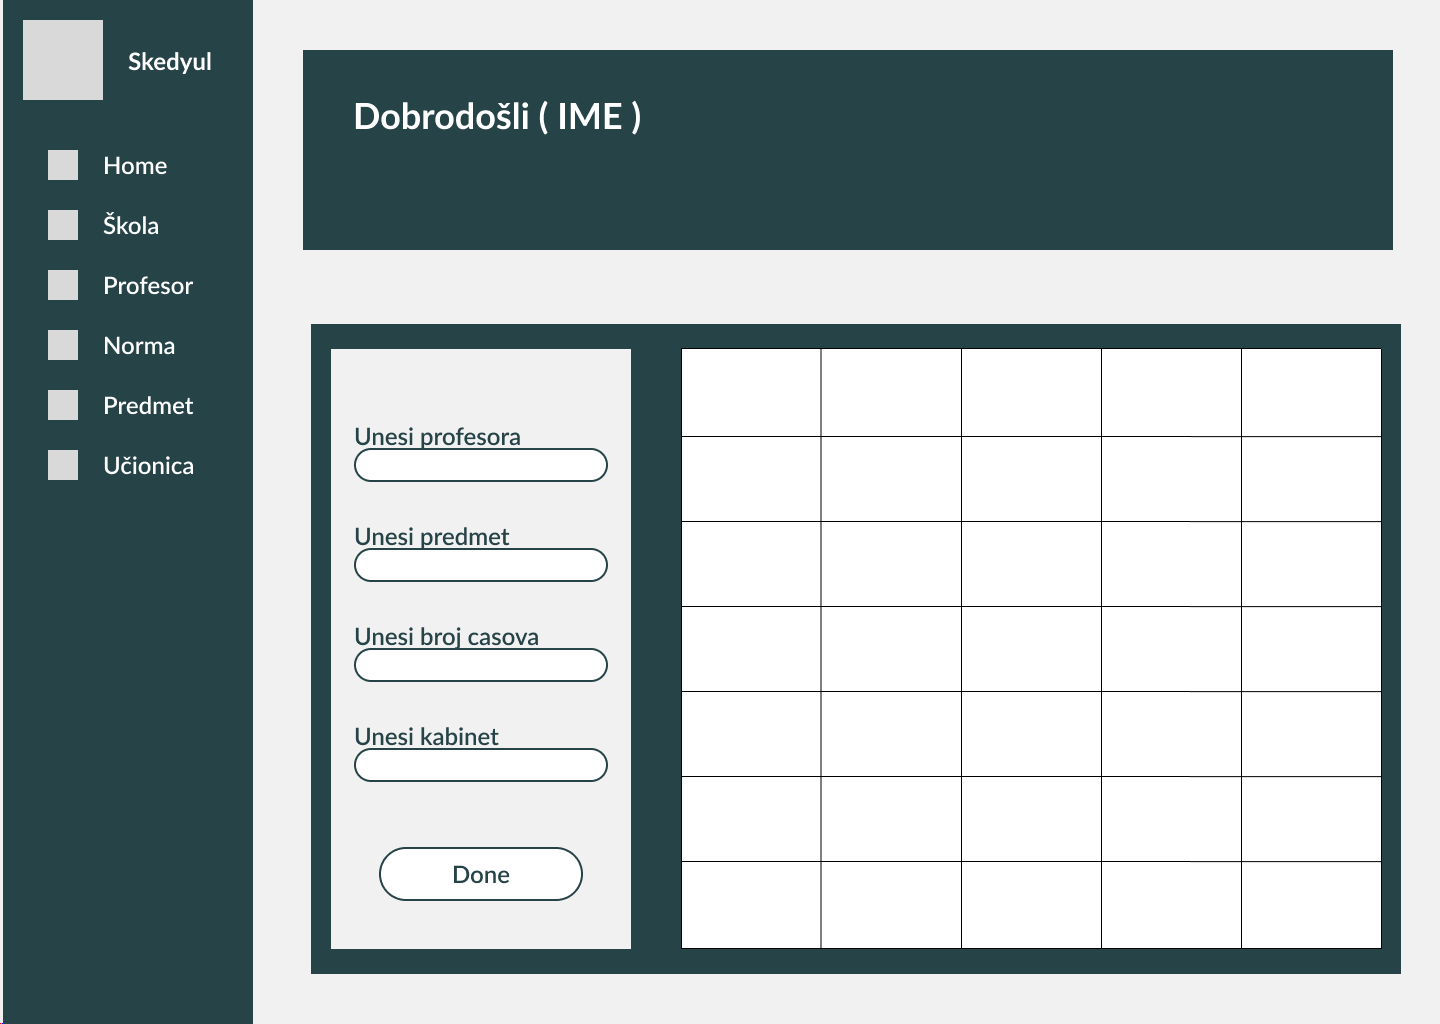 Skedyul
Home
Škola
Profesor
Norma
Predmet
Učionica
Dobrodošli ( IME )
Unesi profesora
Unesi predmet
Unesi broj casova
Unesi kabinet
Done